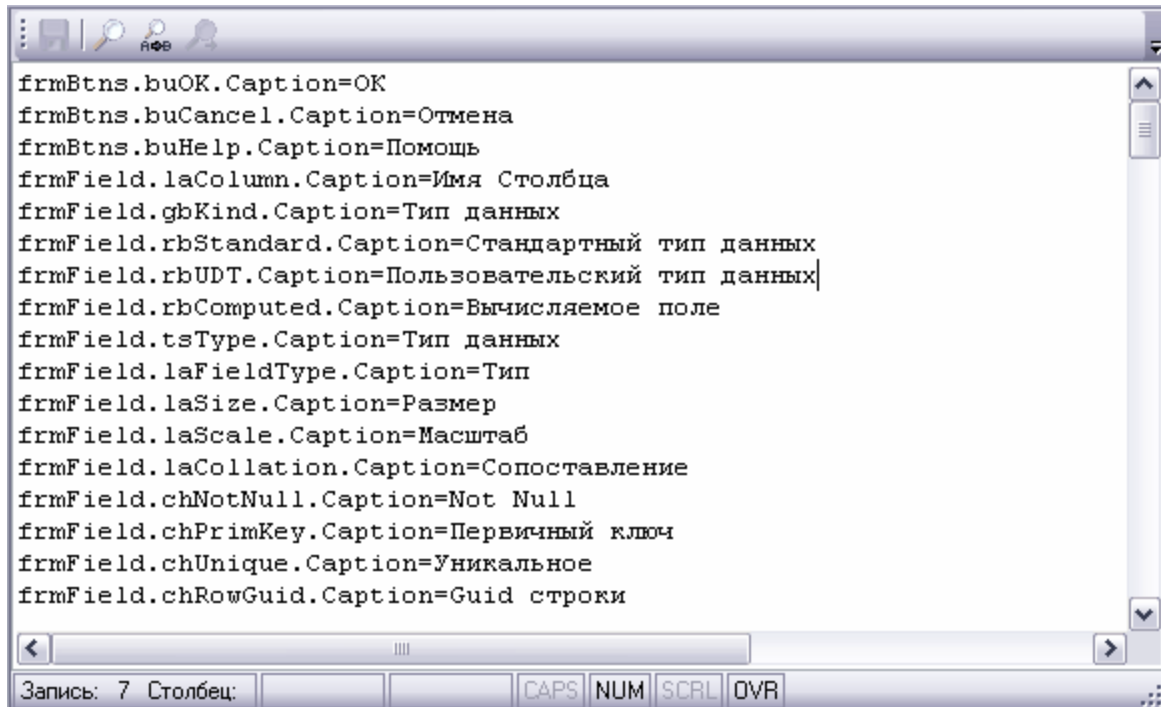 A B
frmBtns.buOK.Caption=OK
frmBtns.buCancel.Caption=Отмена
frmBtns.buHelp.Caption=Помощь
frmField.laColumn.Caption=Имя Столбца
frmField.gbKind.Caption=Тип данных
frmField.rbStandard.Caption=Стандартный тип данных
frmField.rbUDT.Caption=Пользовательский тип данных
frmField.rbComputed.Caption=Вычисляемое поле
frmField.tsType.Caption=Тип данных
frmField.laFieldType.Caption=Тип
frmField.laSize.Caption=Размер
frmField.laScale.Caption=Масштаб
frmField.laCollation.Caption=Сопоставление
frmField.chNotNull.Caption=Not Null
frmField.chPrimKey.Caption=Первичный ключ
frmField.chUnique.Caption=Уникальное
frmField.chRowGuid.Caption=Guid строки
Запись: 7 Столбец: CAPS NUM SCRL OVR